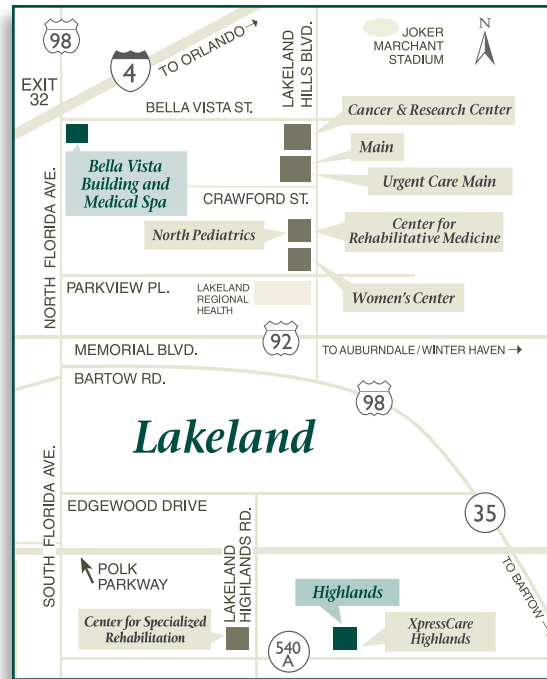 98
4
TO ORLANDO
EXIT
32
LAKELAND
HILLS BLVD.
JOKER
MARCHANT
STADIUM
N
BELLA VISTA ST.
Cancer & Research Center
Main
Urgent Care Main
Bella Vista
Building and
Medical Spa
CRAWFORD ST.
North Pediatrics
Center for
Rehabilitative Medicine
NORTH FLORIDA AVE.
PARKVIEW PL.
LAKELAND
REGIONAL
HEALTH
Women's Center
92
MEMORIAL BLVD.
TO AUBURNDALE/WINTER HAVEN
BARTOW RD.
98
Lakeland
SOUTH FLORIDA AVE.
EDGEWOOD DRIVE
35
LAKELAND
HIGHLANDS RD.
POLK
PARKWAY
TO BARTOW
Highlands
Center for Specialized
Rehabilitation
XpressCare
Highlands
540
A